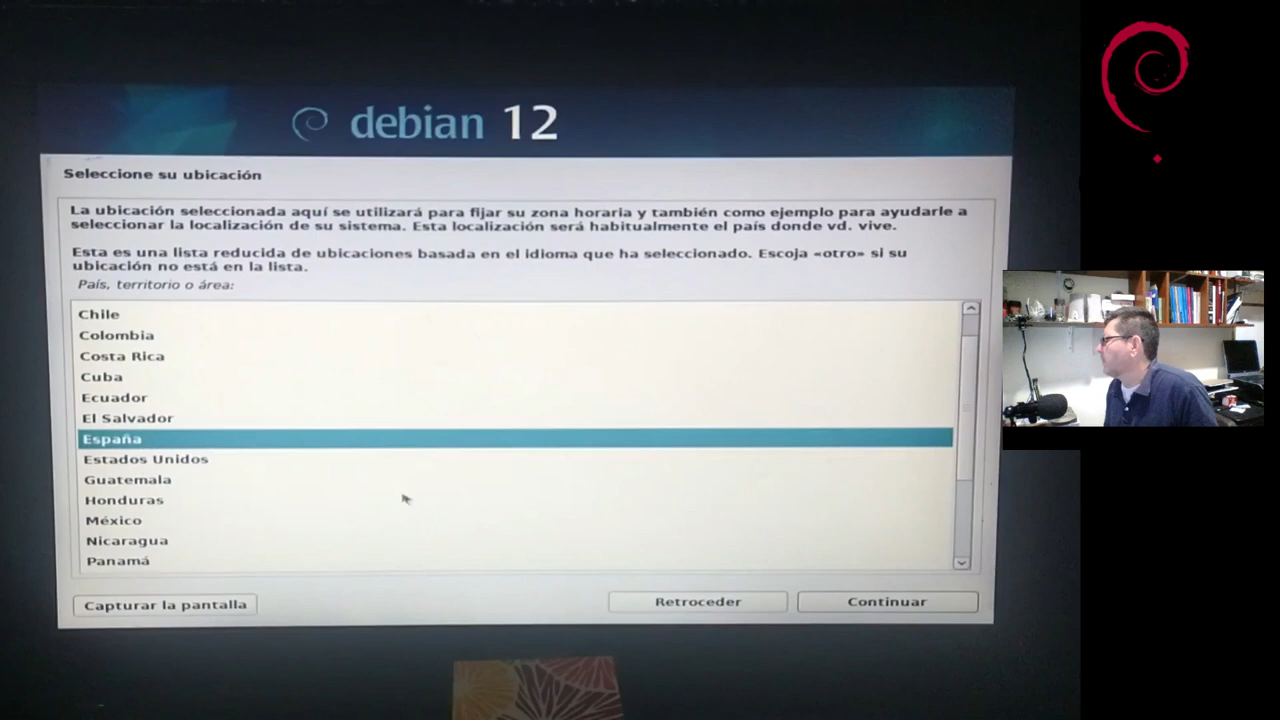 debian 12
Seleccione su ubicación
La ubicación seleccionada aquí se utilizará para fijar su zona horaria y también como ejemplo para ayudarle a
seleccionar la localización de su sistema. Esta localización será habitualmente el país donde vd. vive.
Esta es una lista reducida de ubicaciones basada en el idioma que ha seleccionado. Escoja «otro» si su
ubicación no está en la lista.
País, territorio o área:
Chile
Colombia
Costa Rica
Cuba
Ecuador
El Salvador
España
Estados Unidos
Guatemala
Honduras
México
Nicaragua
Panamá
Capturar la pantalla
Retroceder
Continuar